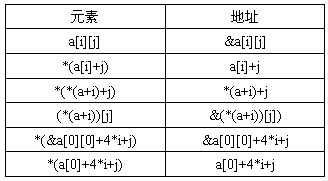 元素 地址
a[i][j] &a[i][j]
*(a[i]+j) a[i]+j
*(*(a+i)+j) *(a+i)+j
(*(a+i))[j] &(*(a+i))[j])
*(&a[0][0]+4*i+j) &a[0][0]+4*i+j
*(a[0]+4*i+j) a[0]+4*i+j